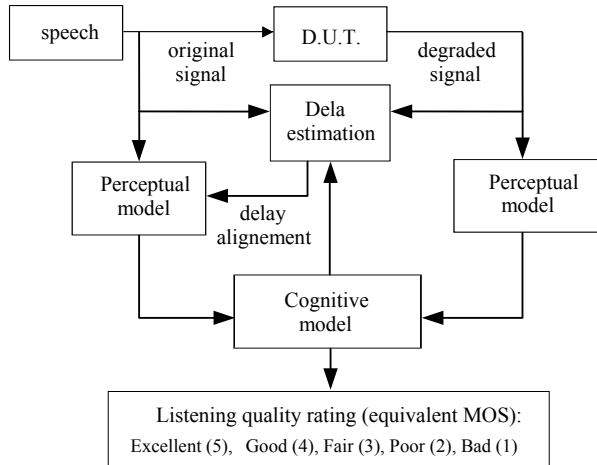 speech
original
signal
D.U.T.
degraded
signal
Dela
estimation
Perceptual
model
delay
alignement
Perceptual
model
Cognitive
model
Listening quality rating (equivalent MOS):
Excellent (5), Good (4), Fair (3), Poor (2), Bad (1)